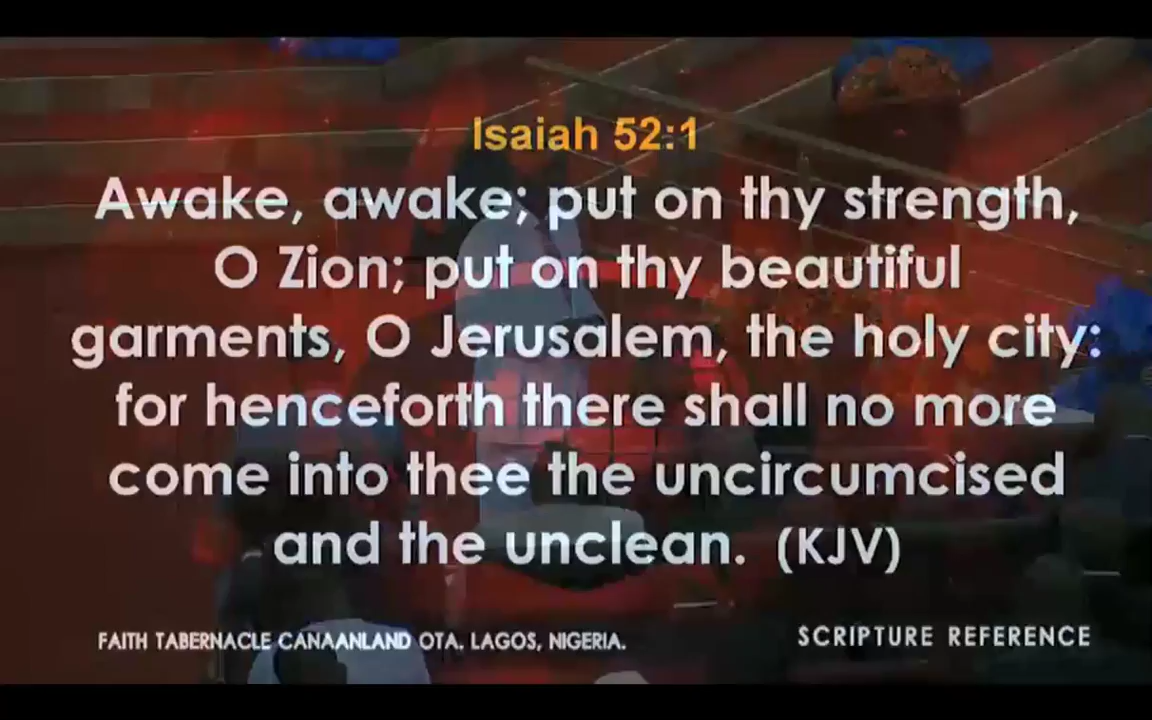 Isaiah 52:1
Awake, awake; put on thy strength,
O Zion; put on thy beautiful
garments, O Jerusalem, the holy city:
for henceforth there shall no more
come into thee the uncircumcised
and the unclean. (KJV)
FAITH TABERNACLE CANAANLAND OTA. LAGOS, NIGERIA.
SCRIPTURE REFERENCE